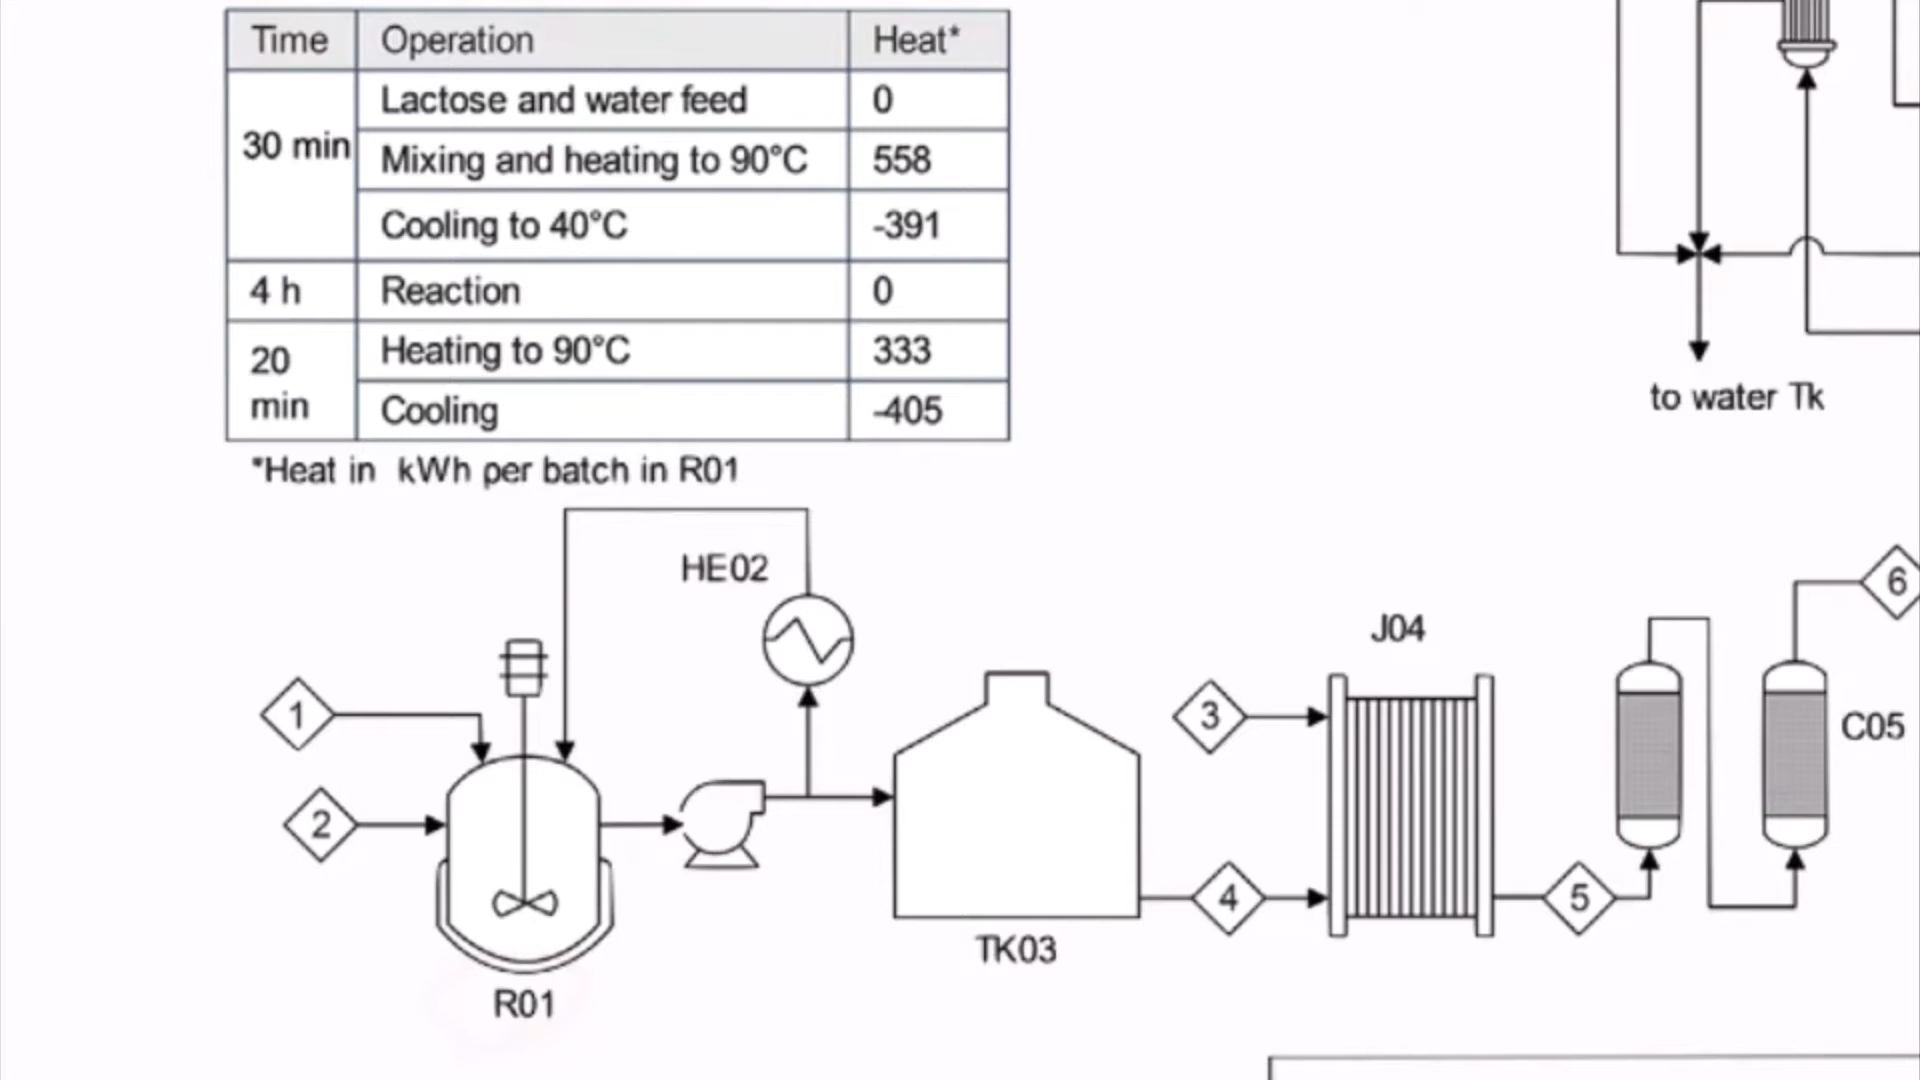 Time Operation Heat*
30 min
Lactose and water feed 0
Mixing and heating to 90°C 558
Cooling to 40°C -391
4 h Reaction 0
20
min
Heating to 90°C 333
Cooling -405
*Heat in kWh per batch in R01
to water Tk
HE02
6
J04
1
3
C05
2
4
5
TK03
R01